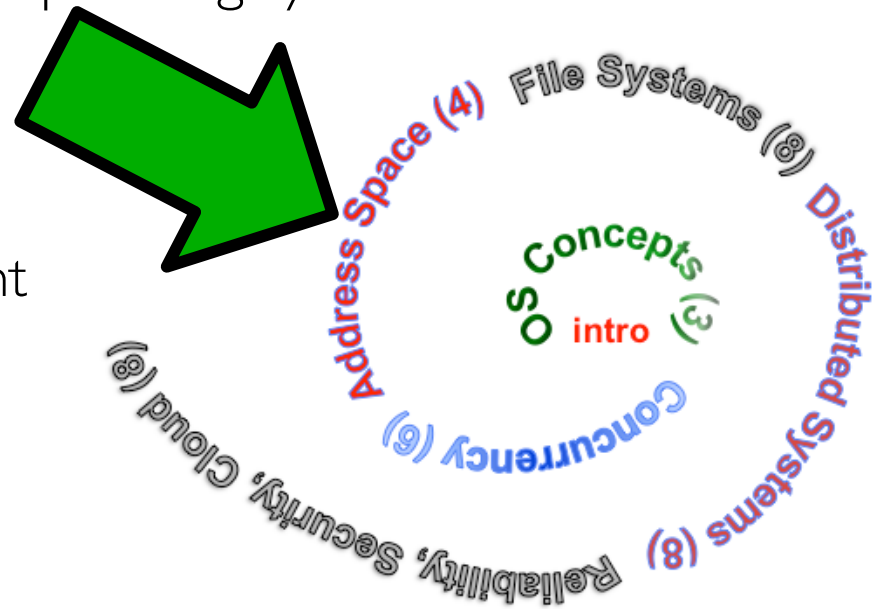 intro
OS Concepts (3)
Concurrency (6)
Address Space (4)
File Systems (8)
Distributed Systems (8)
Reliability, Security, Cloud (8)